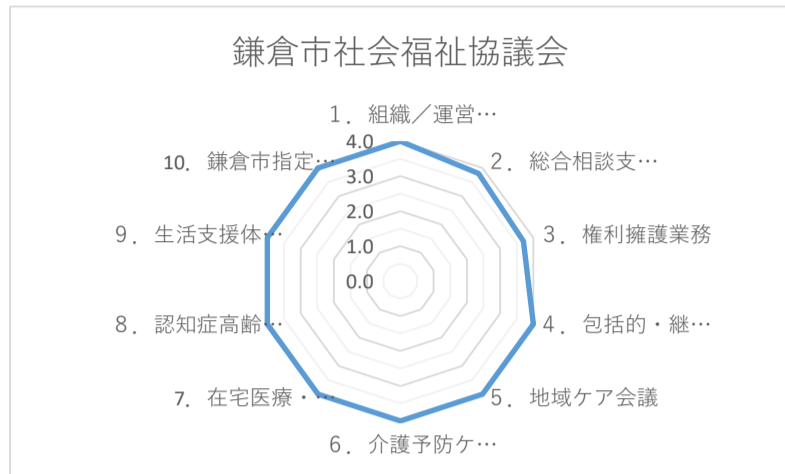 鎌倉市社会福祉協議会
1．組織／運営…
2．総合相談支…
3．権利擁護業務
4．包括的・継…
5．地域ケア会議
6．介護予防ケ…
7．在宅医療・…
8．認知症高齢…
9．生活支援体…
10．鎌倉市指定…
4.0
3.0
2.0
1.0
0.0